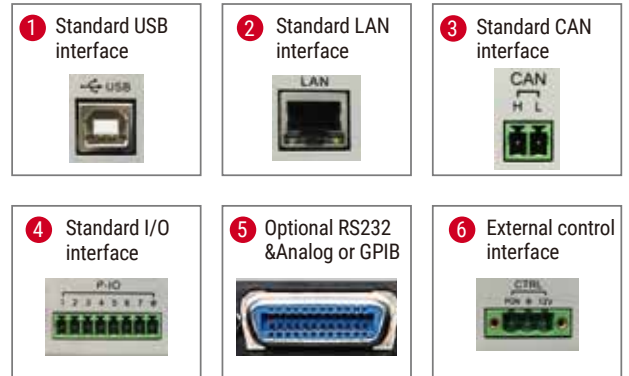 1 Standard USB
interface
USB
2 Standard LAN
interface
LAN
3 Standard CAN
interface
CAN
H L
4 Standard I/O
interface
P-IO
1 2 3 4 5 6 7
5 Optional RS232
&Analog or GPIB
6 External control
interface
CTRL
12V